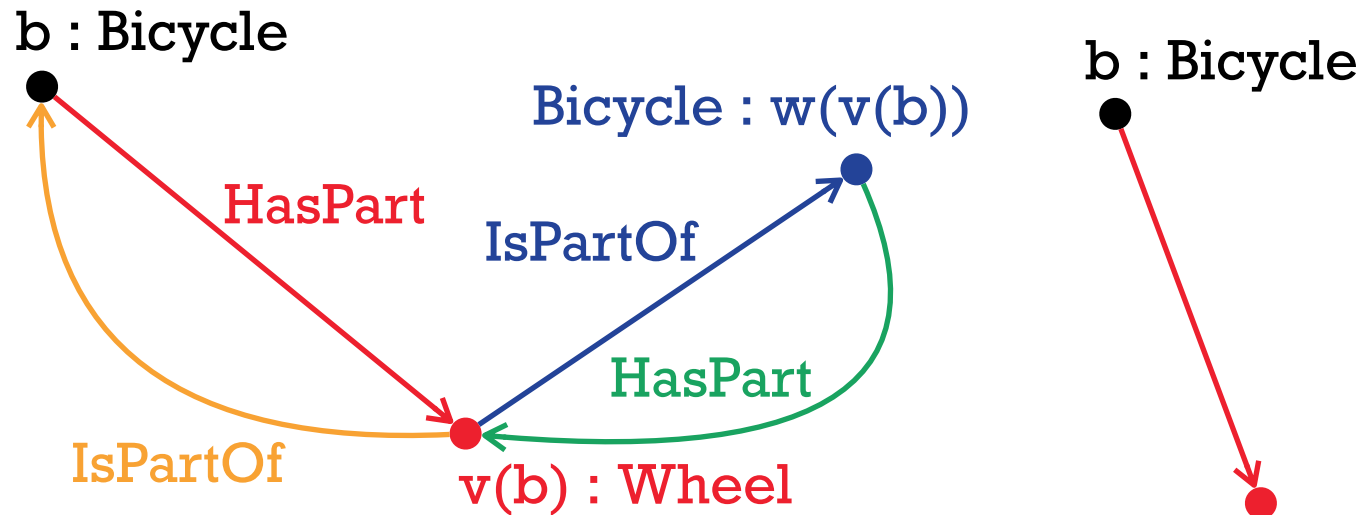 b : Bicycle
b : Bicycle
Bicycle : w(v(b))
HasPart
IsPartOf
HasPart
IsPartOf
v(b) : Wheel